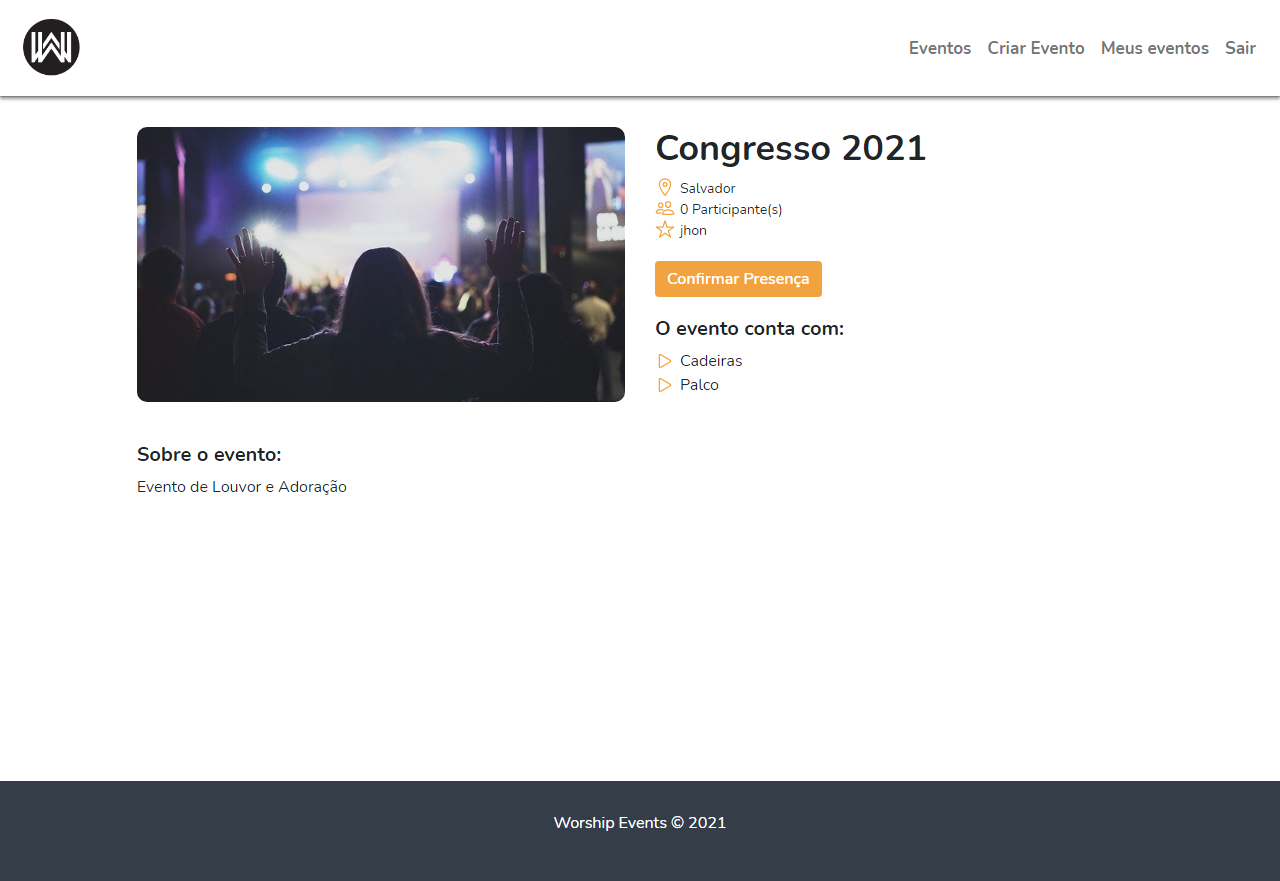 Eventos Criar Evento Meus eventos Sair
Congresso 2021
Salvador
0 Participante(s)
jhon
Confirmar Presença
O evento conta com:
Cadeiras
Palco
Sobre o evento:
Evento de Louvor e Adoração
Worship Events © 2021